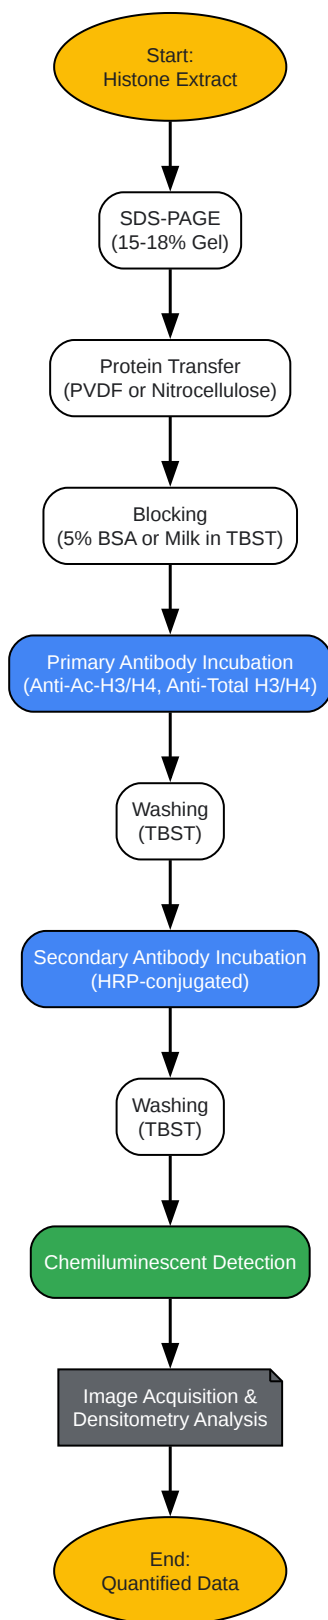 Start:
Histone Extract
SDS-PAGE
(15-18% Gel)
Protein Transfer
(PVDF or Nitrocellulose)
Blocking
(5% BSA or Milk in TBST)
Primary Antibody Incubation
(Anti-Ac-H3/H4, Anti-Total H3/H4)
Washing
(TBST)
Secondary Antibody Incubation
(HRP-conjugated)
Washing
(TBST)
Chemiluminescent Detection
Image Acquisition &
Densitometry Analysis
End:
Quantified Data